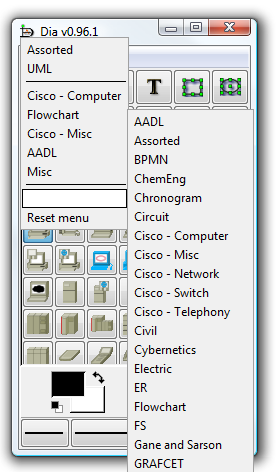 Dia v0.96.1
Assorted
UML
Cisco - Computer
Flowchart
Cisco - Misc
AADL
Misc
Reset menu
T
AADL
Assorted
BPMN
ChemEng
Chronogram
Circuit
Cisco - Computer
Cisco - Misc
Cisco - Network
Cisco - Switch
Cisco - Telephony
Civil
Cybernetics
Electric
ER
Flowchart
FS
Gane and Sarson
GRAFCET